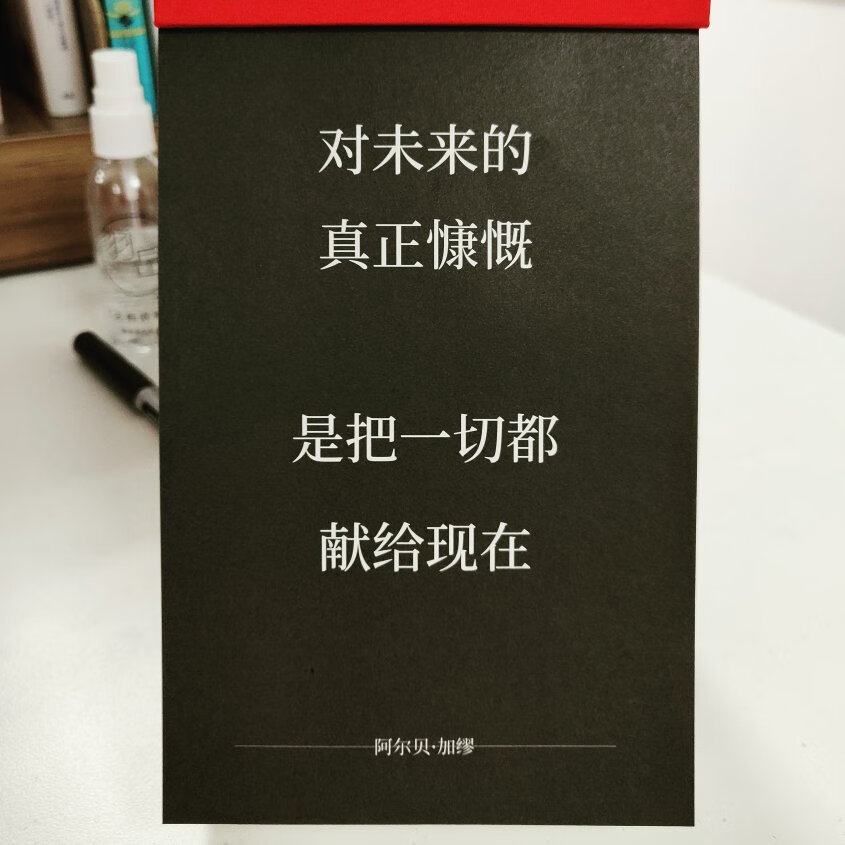 对未来的
真正慷慨
是把一切都
献给现在
阿尔贝·加缪